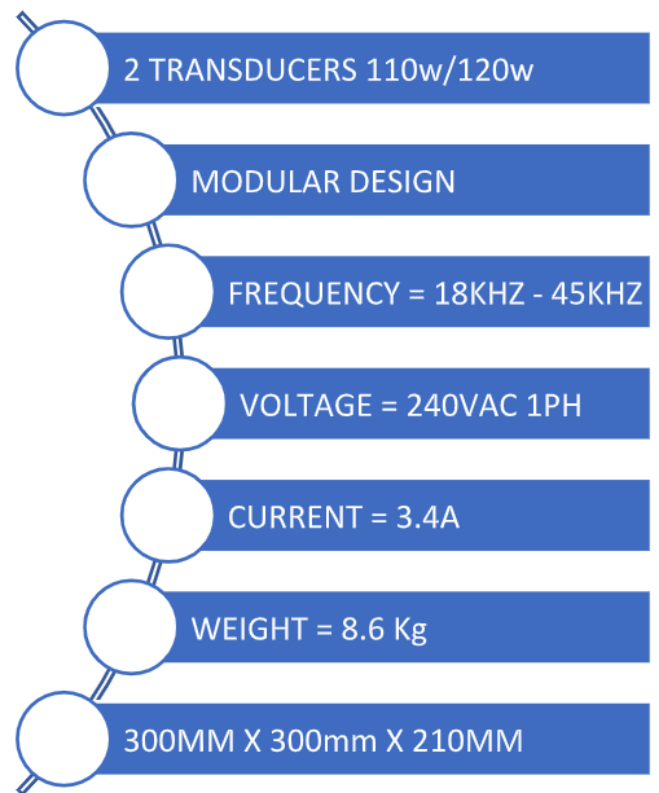 2 TRANSDUCERS 110w/120w
MODULAR DESIGN
FREQUENCY = 18KHZ - 45KHZ
VOLTAGE = 240VAC 1PH
CURRENT = 3.4A
WEIGHT = 8.6 Kg
300MM X 300mm X 210MM